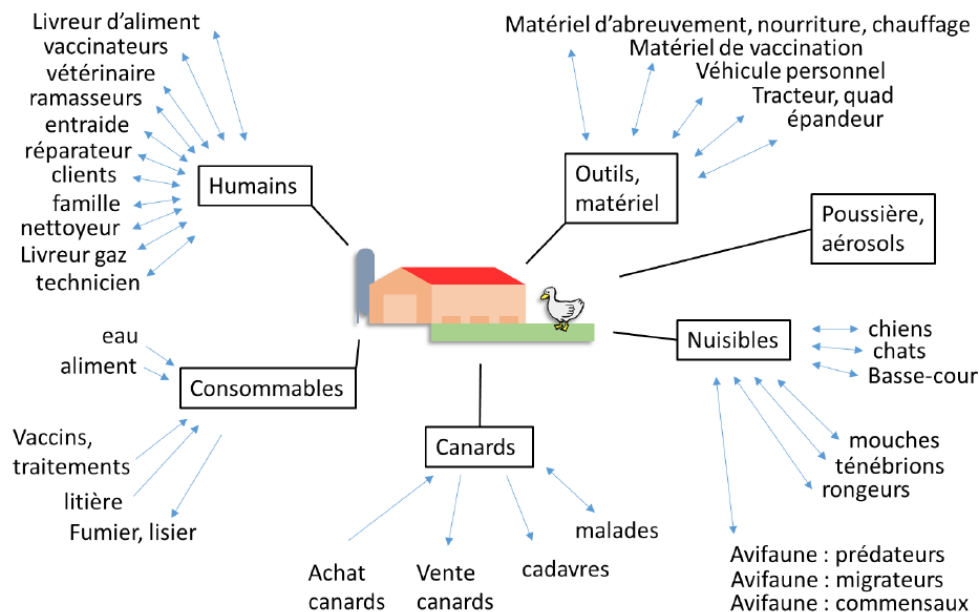 Livreur d'aliment
vaccinateurs
vétérinaire
ramasseurs
entraide
réparateur
clients
famille
nettoyeur
Livreur gaz
technicien
Humains
Matériel d'abreuvement, nourriture, chauffage
Matériel de vaccination
Véhicule personnel
Tracteur, quad
épandeur
Outils,
matériel
Poussière,
aérosols
Nuisibles
chiens
chats
Basse-cour
mouches
ténébrions
rongeurs
Avifaune : prédateurs
Avifaune : migrateurs
Avifaune : commensaux
eau
aliment
Consommables
Vaccins,
traitements
litière
Fumier, lisier
Canards
Achat
canards
Vente
canards
cadavres
malades